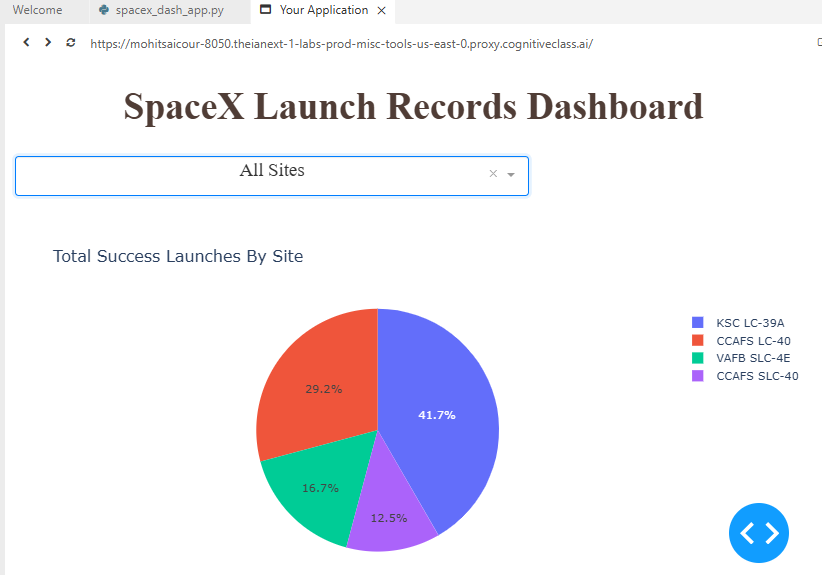 Welcome
spacex_dash_app.py
Your Application
https://mohitsaicour-8050.theianext-1-labs-prod-misc-tools-us-east-0.proxy.cognitiveclass.ai/
SpaceX Launch Records Dashboard
All Sites
Total Success Launches By Site
KSC LC-39A
CCAFS LC-40
VAFB SLC-4E
CCAFS SLC-40
29.2%
41.7%
16.7%
12.5%